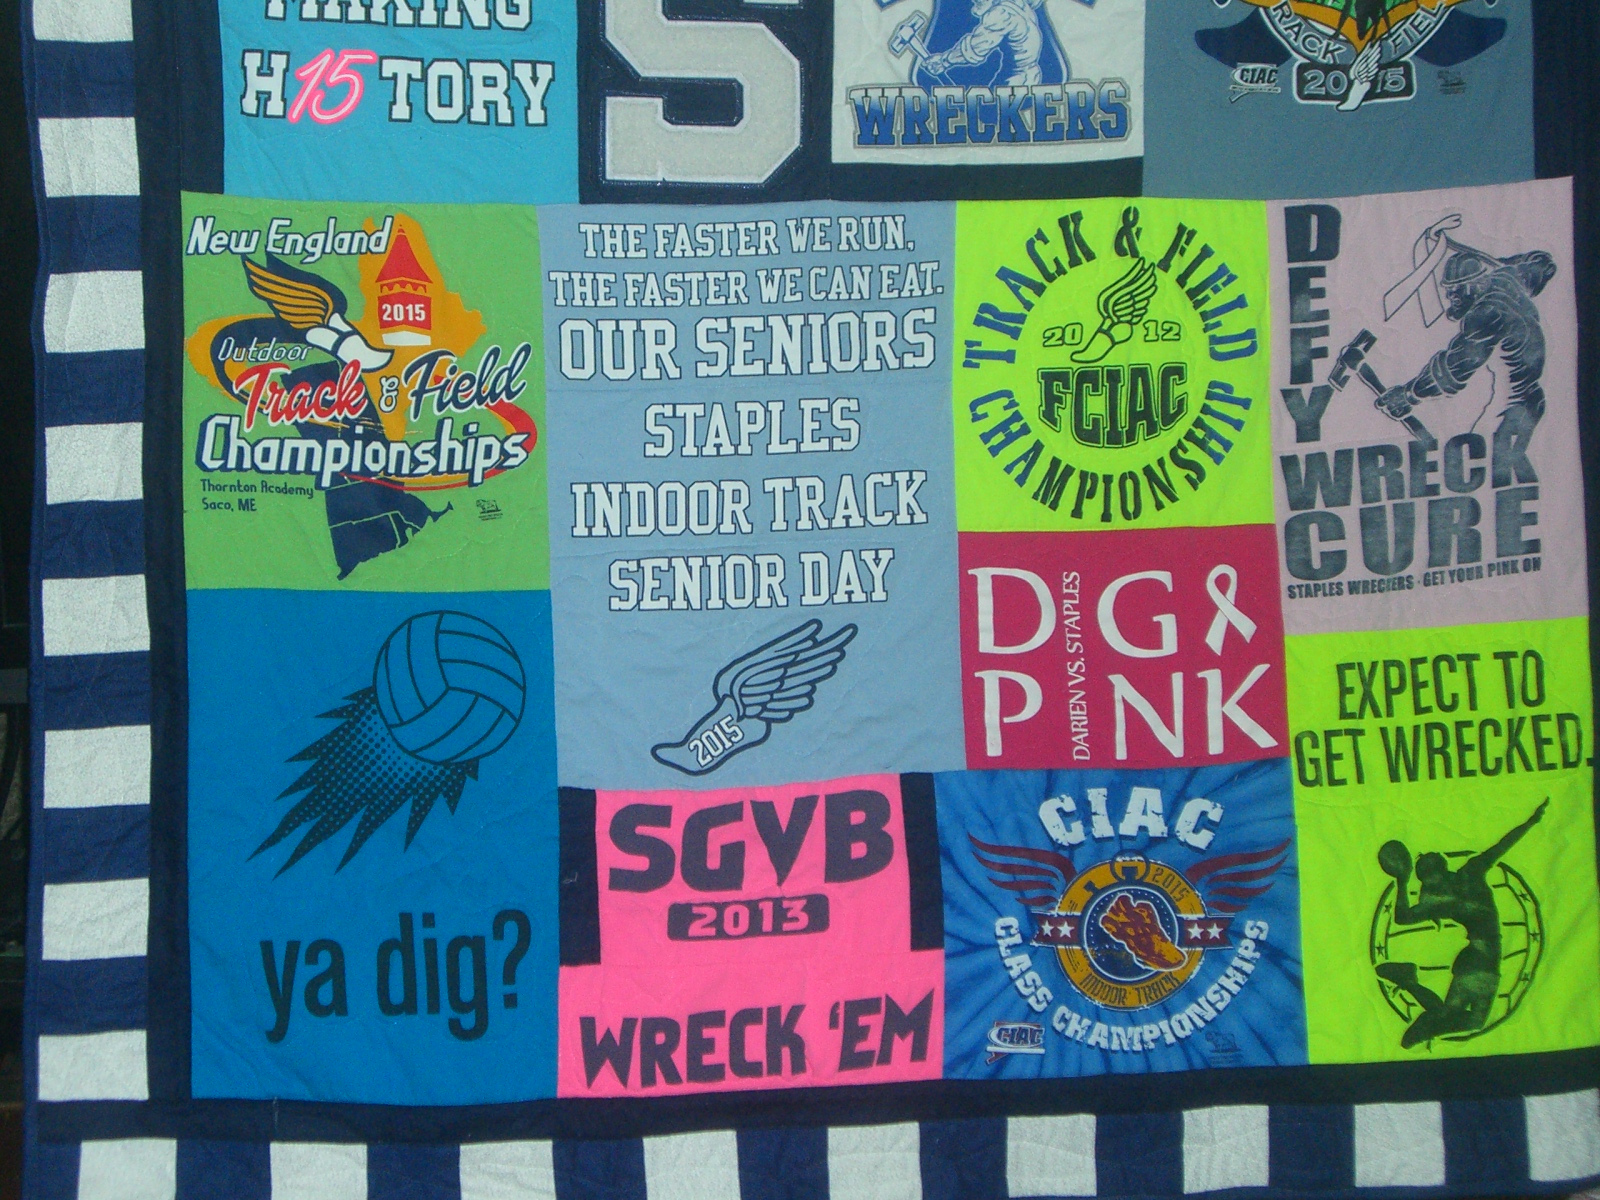 MAKING
H15TORY
S
WRECKERS
TRACK FIELD
CIAC
2015
New England
2015
Outdoor
Track & Field
Championships
Thornton Academy
Saco, ME
THE FASTER WE RUN,
THE FASTER WE CAN EAT.
OUR SENIORS
STAPLES
INDOOR TRACK
SENIOR DAY
2015
TRACK & FIELD
2012
FCIAC
CHAMPIONSHIP
DEFY
WRECK
CURE
STAPLES WRECKERS · GET YOUR PINK ON
D G
P NK
DARIEN VS. STAPLES
EXPECT TO
GET WRECKED.
ya dig?
SGVB
2013
WRECK 'EM
CIAC
2015
INDOOR TRACK
CLASS CHAMPIONSHIPS
CIAC